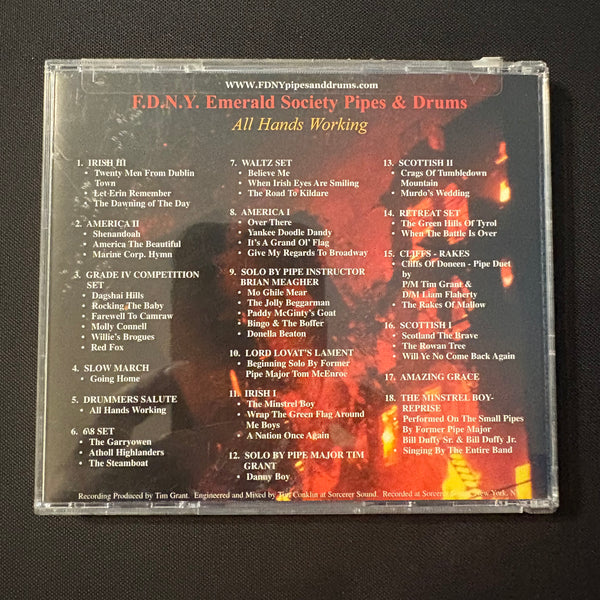 WWW.FDNYpipesanddrums.com
F.D.N.Y. Emerald Society Pipes & Drums
All Hands Working
1. IRISH III
• Twenty Men From Dublin
Town
• Let Erin Remember
• The Dawning of The Day
2. AMERICA II
• Shenandoah
• America The Beautiful
• Marine Corp. Hymn
3. GRADE IV COMPETITION
SET
• Dagshai Hills
• Rocking The Baby
• Farewell To Camraw
• Molly Connell
• Willie's Brogues
• Red Fox
4. SLOW MARCH
• Going Home
5. DRUMMERS SALUTE
• All Hands Working
6. 6\8 SET
• The Garryowen
• Atholl Highlanders
• The Steamboat
7. WALTZ SET
• Believe Me
• When Irish Eyes Are Smiling
• The Road To Kildare
8. AMERICA I
• Over There
• Yankee Doodle Dandy
• It's A Grand Ol' Flag
• Give My Regards To Broadway
9. SOLO BY PIPE INSTRUCTOR
BRIAN MEAGHER
• Mo Ghile Mear
• The Jolly Beggarman
• Paddy McGinty's Goat
• Bingo & The Boffer
• Donella Beaton
10. LORD LOVAT'S LAMENT
• Beginning Solo By Former
Pipe Major Tom McEnroe
11. IRISH I
• The Minstrel Boy
• Wrap The Green Flag Around
Me Boys
• A Nation Once Again
12. SOLO BY PIPE MAJOR TIM
GRANT
• Danny Boy
13. SCOTTISH II
• Crags Of Tumbledown
Mountain
• Murdo's Wedding
14. RETREAT SET
• The Green Hills Of Tyrol
• When The Battle Is Over
15. CLIFFS - RAKES
• Cliffs Of Doneen - Pipe Duet
by
P/M Tim Grant &
D/M Liam Flaherty
• The Rakes Of Mallow
16. SCOTTISH I
• Scotland The Brave
• The Rowan Tree
• Will Ye No Come Back Again
17. AMAZING GRACE
18. THE MINSTREL BOY-
REPRISE
• Performed On The Small Pipes
By Former Pipe Major
Bill Duffy Sr. & Bill Duffy Jr.
• Singing By The Entire Band
Recording Produced by Tim Grant. Engineered and Mixed by Tim Conklin at Sorcerer Sound. Recorded at Sorcerer New York, N